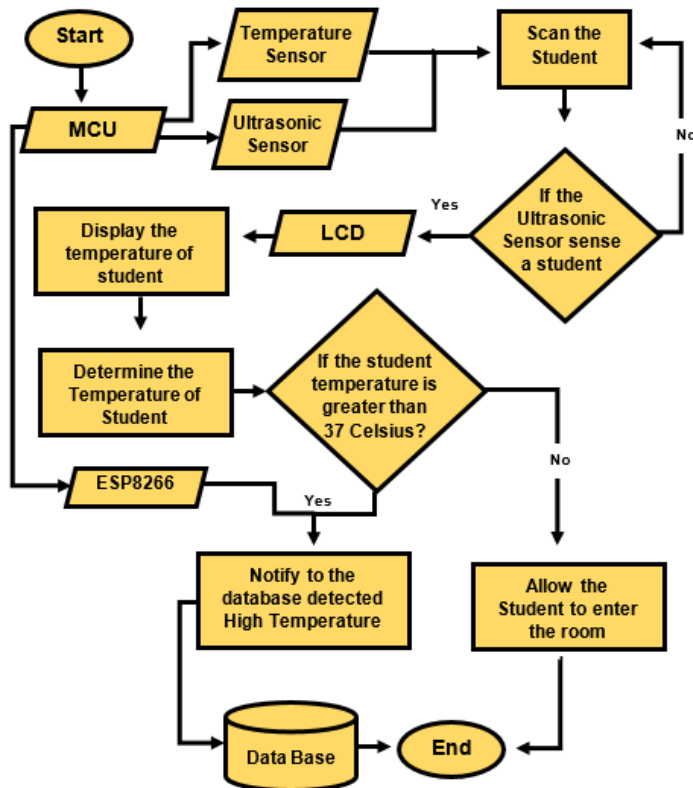 Start
Temperature
Sensor
Scan the
Student
MCU
Ultrasonic
Sensor
No
If the
Ultrasonic
Sensor sense
a student
Yes
LCD
Display the
temperature of
student
Determine the
Temperature of
Student
If the student
temperature is
greater than
37 Celsius?
No
ESP8266
Yes
Notify to the
database detected
High Temperature
Allow the
Student to enter
the room
Data Base
End